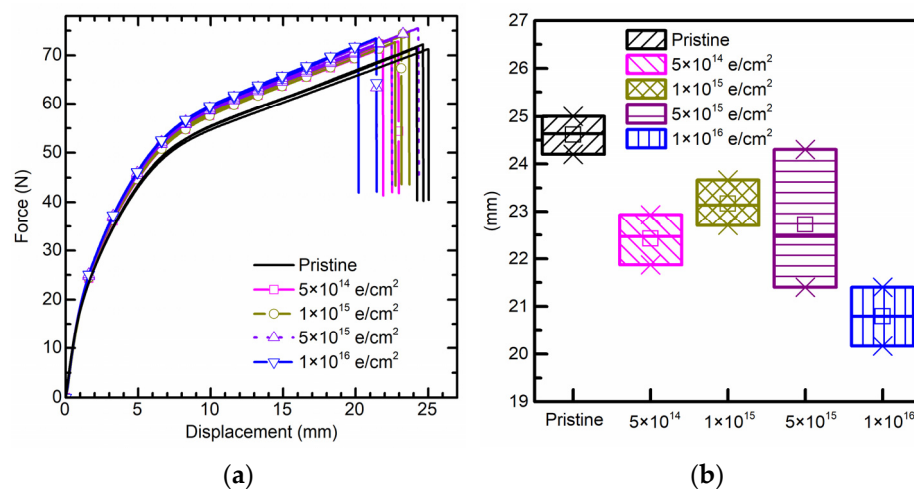 Force (N)
80
70
60
50
40
30
20
10
0
Pristine
5×10¹⁴ e/cm²
1×10¹⁵ e/cm²
5×10¹⁵ e/cm²
1×10¹⁶ e/cm²
0 5 10 15 20 25
Displacement (mm)
(a)
(mm)
27
26
25
24
23
22
21
20
19
Pristine
5×10¹⁴ e/cm²
1×10¹⁵ e/cm²
5×10¹⁵ e/cm²
1×10¹⁶ e/cm²
Pristine 5×10¹⁴ 1×10¹⁵ 5×10¹⁵ 1×10¹⁶
(b)